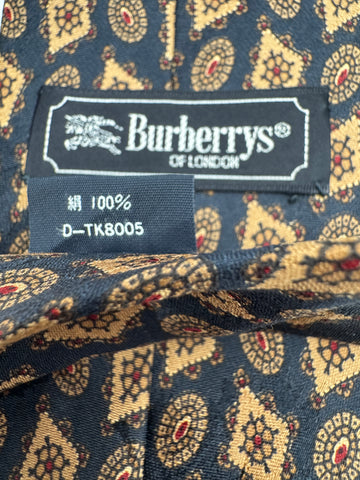 Burberrys®
OF LONDON
絹 100%
D-TK8005